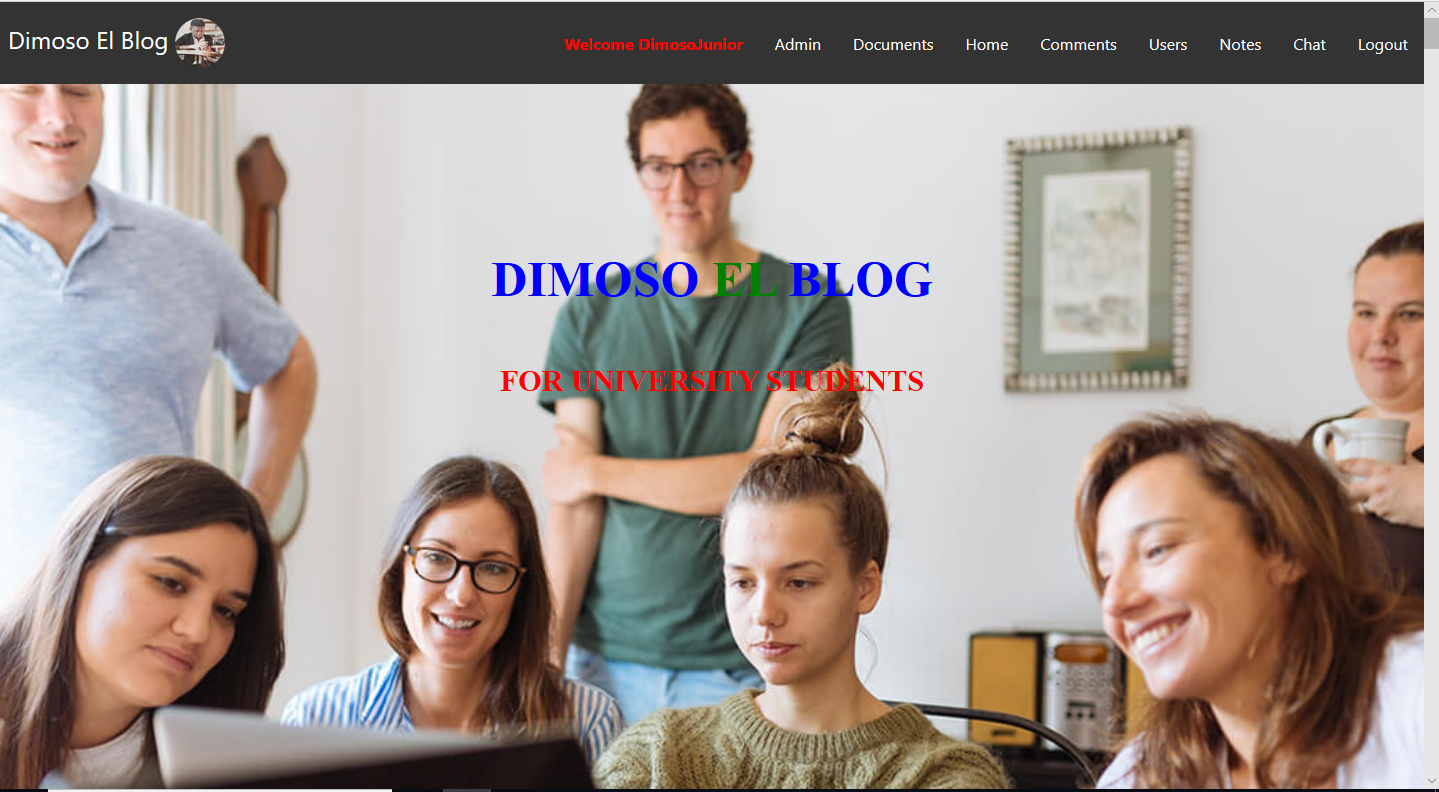 Dimoso El Blog
Welcome DimosoJunior Admin Documents Home Comments Users Notes Chat Logout
DIMOSO EL BLOG
FOR UNIVERSITY STUDENTS